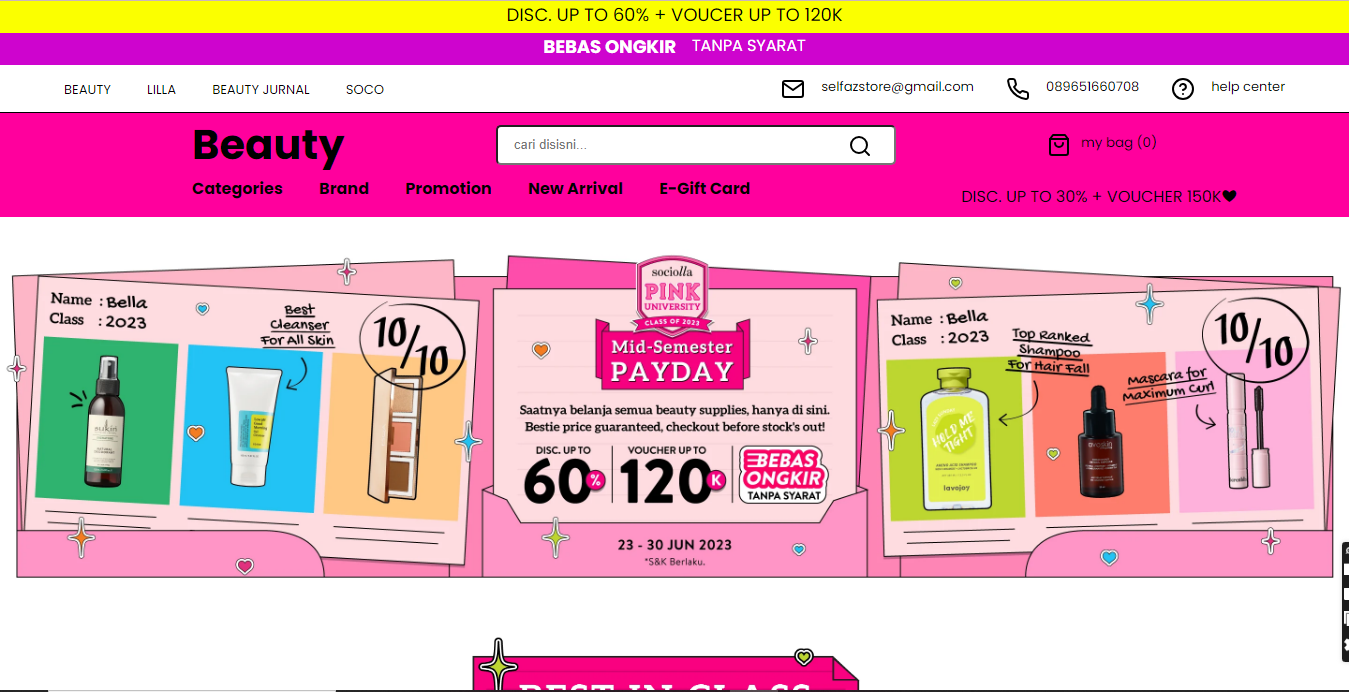 DISC. UP TO 60% + VOUCER UP TO 120K
BEBAS ONGKIR TANPA SYARAT
BEAUTY LILLA BEAUTY JURNAL SOCO
selfazstore@gmail.com 089651660708 help center
Beauty
cari disisni...
my bag (0)
Categories Brand Promotion New Arrival E-Gift Card
DISC. UP TO 30% + VOUCHER 150K🖤
Name : Bella
Class : 2023
Best
Cleanser
For All Skin
10/10
sukin
sociolla
PINK
UNIVERSITY
CLASS OF 2023
Mid-Semester
PAYDAY
Saatnya belanja semua beauty supplies, hanya di sini.
Bestie price guaranteed, checkout before stock's out!
DISC. UP TO
60%
VOUCHER UP TO
120K
BEBAS
ONGKIR
TANPA SYARAT
23 - 30 JUN 2023
*S&K Berlaku.
Name : Bella
Class : 2023
Top Ranked
Shampoo
For Hair Fall
Mascara for
Maximum Curl
10/10
HOLD ME
TIGHT
lavojoy
BEST IN CLASS